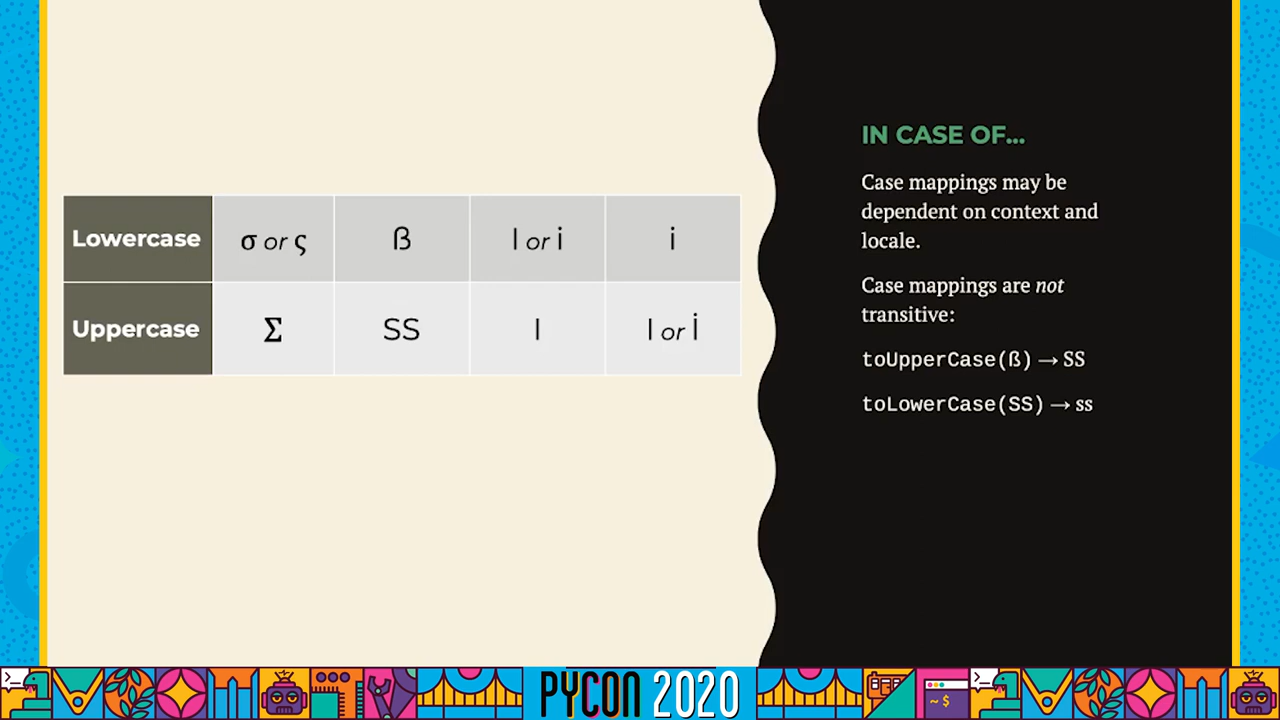 Lowercase σ or ς ß ı or i i
Uppercase Σ SS I I or İ
IN CASE OF...
Case mappings may be
dependent on context and
locale.
Case mappings are not
transitive:
toUpperCase(ß) → SS
toLowerCase(SS) → ss
~$
PYCON 2020